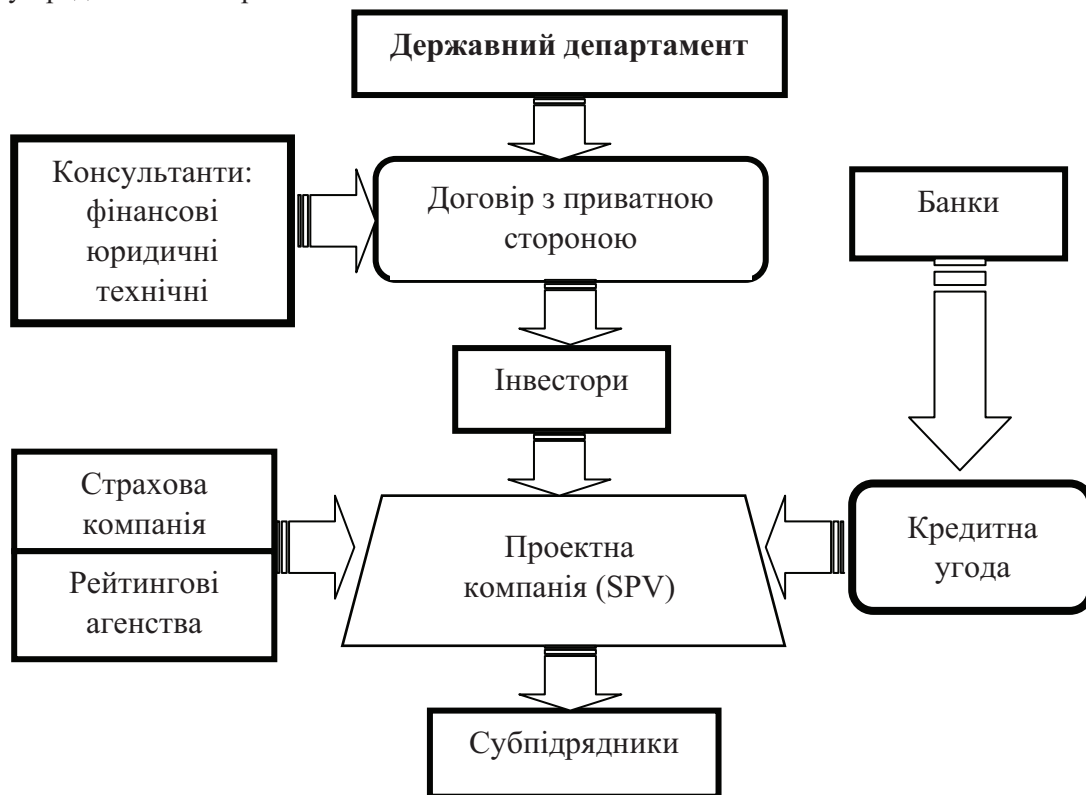 Державний департамент
Консультанти:
фінансові
юридичні
технічні
Договір з приватною
стороною
Банки
Інвестори
Страхова
компанія
Рейтингові
агенства
Проектна
компанія (SPV)
Кредитна
угода
Субпідрядники